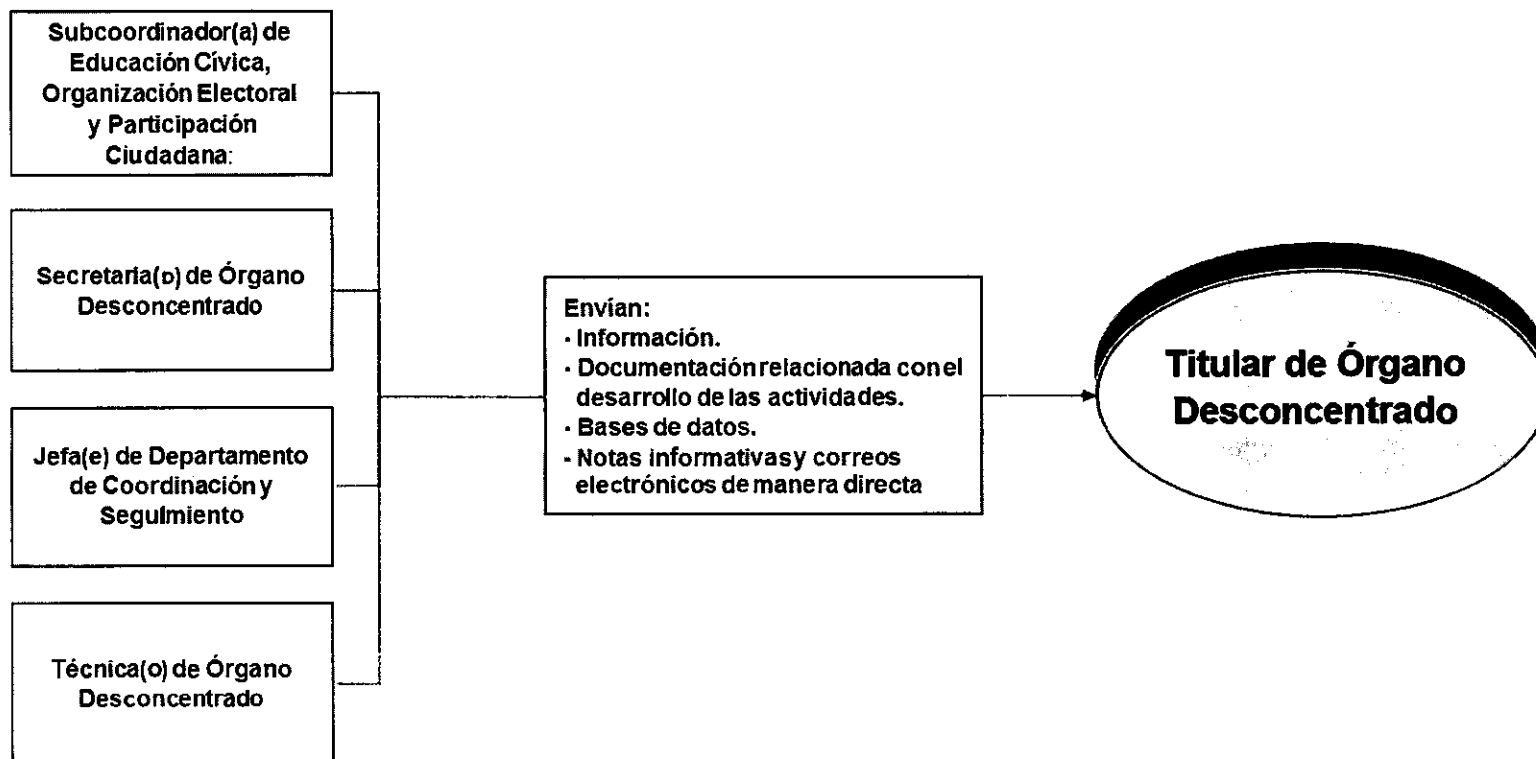 Subcoordinador(a) de
Educación Cívica,
Organización Electoral
y Participación
Ciudadana:
Secretaria(o) de Órgano
Desconcentrado
Jefa(e) de Departamento
de Coordinación y
Seguimiento
Técnica(o) de Órgano
Desconcentrado
Envían:
- Información.
- Documentación relacionada con el
desarrollo de las actividades.
- Bases de datos.
- Notas informativas y correos
electrónicos de manera directa
Titular de Órgano
Desconcentrado